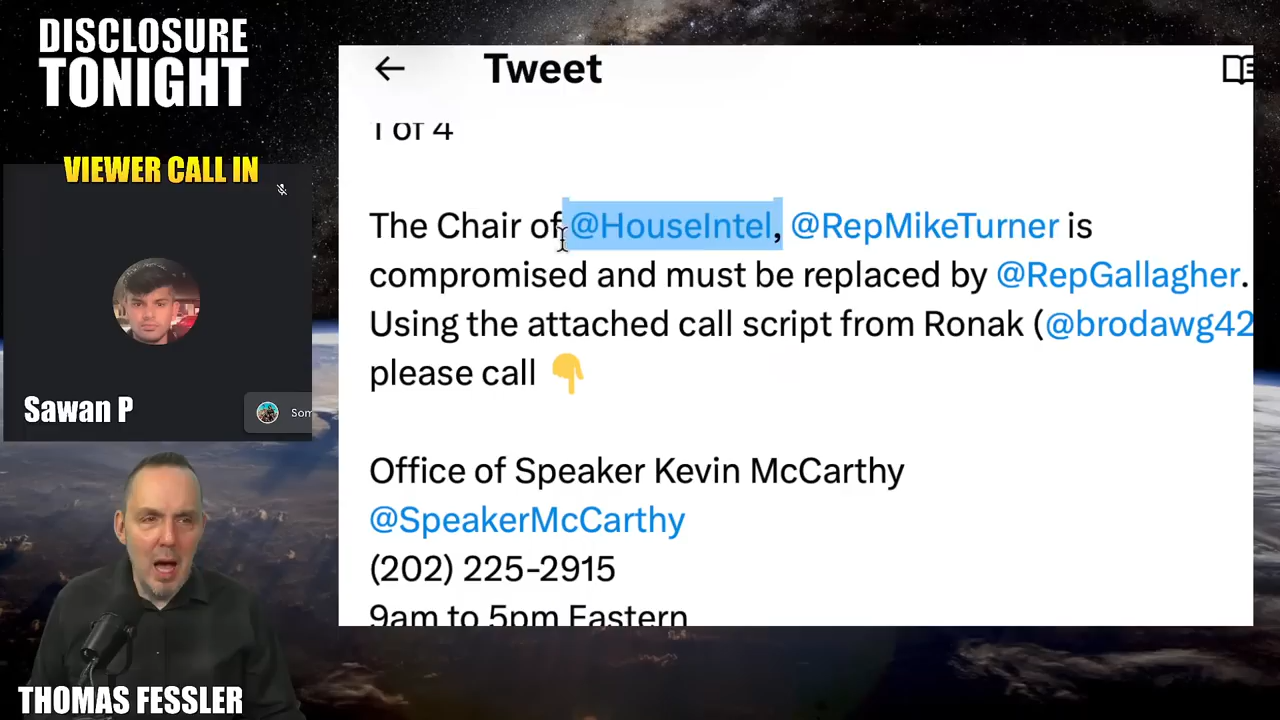 DISCLOSURE
TONIGHT
VIEWER CALL IN
Sawan P
Som
THOMAS FESSLER
Tweet
1 of 4
The Chair of @HouseIntel, @RepMikeTurner is
compromised and must be replaced by @RepGallagher.
Using the attached call script from Ronak (@brodawg42
please call 👇
Office of Speaker Kevin McCarthy
@SpeakerMcCarthy
(202) 225-2915
9am to 5pm Eastern